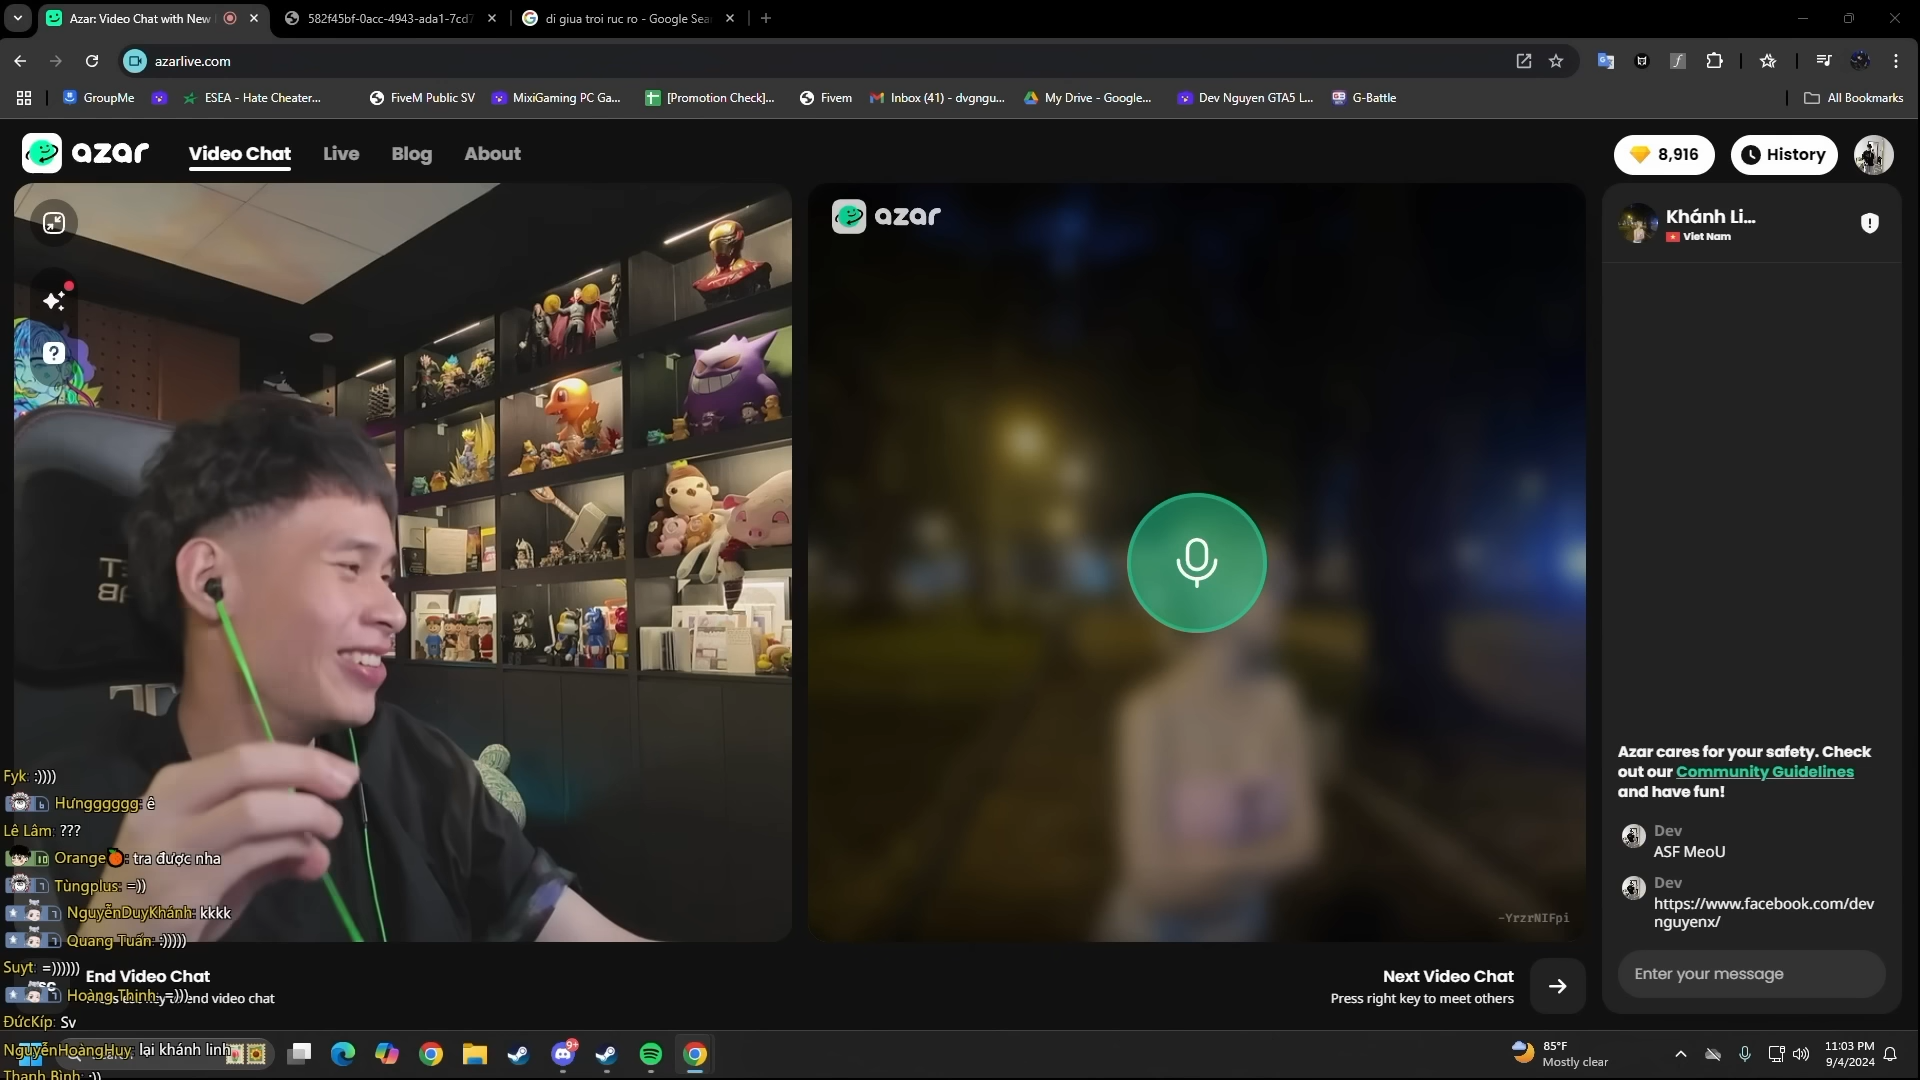 Azar: Video Chat with New
582f45bf-0acc-4943-ada1-7cd7
di giua troi ruc ro - Google Sea
azarlive.com
GroupMe
ESEA - Hate Cheater...
FiveM Public SV
MixiGaming PC Ga...
[Promotion Check]...
Fivem
Inbox (41) - dvgngu...
My Drive - Google...
Dev Nguyen GTA5 L...
G-Battle
All Bookmarks
azar
Video Chat
Live
Blog
About
8,916
History
azar
Khánh Li...
Viet Nam
Azar cares for your safety. Check
out our Community Guidelines
and have fun!
Dev
ASF MeoU
Dev
https://www.facebook.com/dev
nguyenx/
Enter your message
-YrzrNIFpi
Fyk: :))))
Hưngggggg: ê
Lê Lâm: ???
Orange🍊: tra được nha
Tùngplus: =))
NguyễnDuyKhánh: kkkk
Quang Tuấn: :)))))
Suyt: =))))))
Hoàng Thịnh: =)))
ĐứcKíp: Sv
NguyễnHoàngHuy: lại khánh linh
Thanh Bình: :))
End Video Chat
end video chat
Next Video Chat
Press right key to meet others
9+
85°F
Mostly clear
11:03 PM
9/4/2024